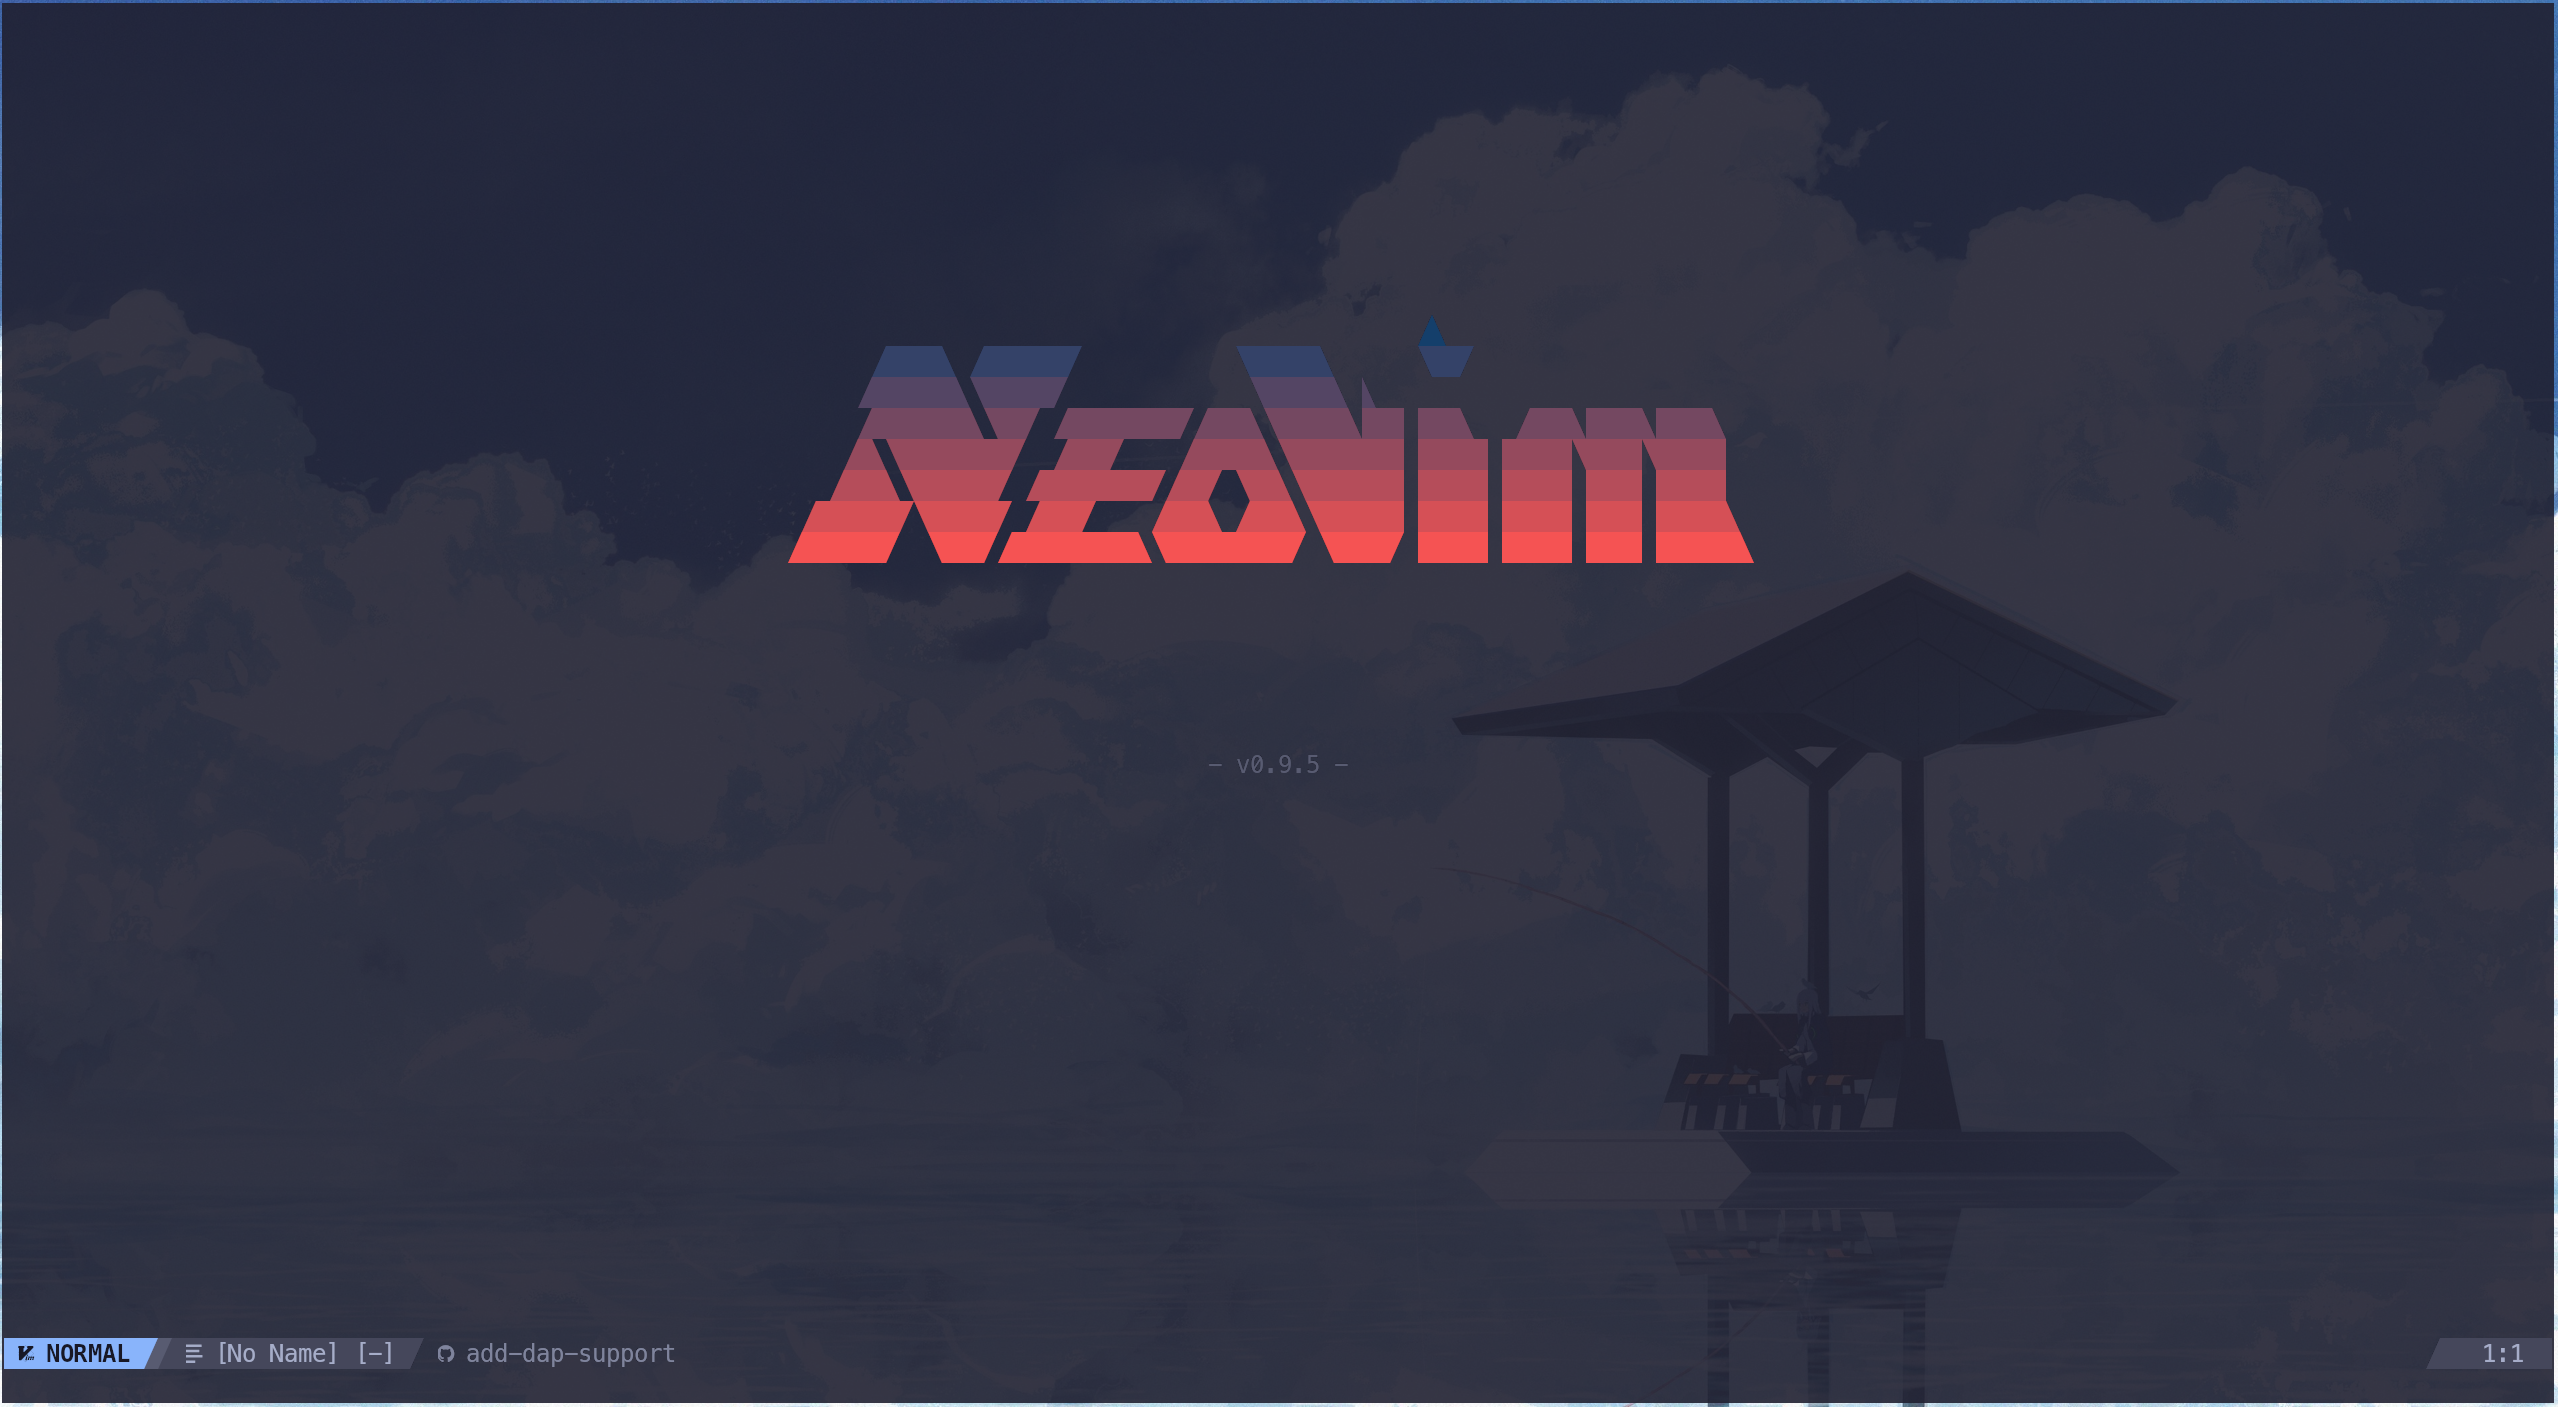 NEOVim
— v0.9.5 —
NORMAL [No Name] [-] add-dap-support 1:1